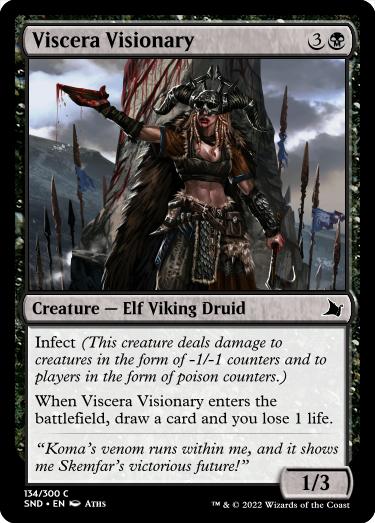 Viscera Visionary 3
Creature — Elf Viking Druid
Infect (This creature deals damage to
creatures in the form of -1/-1 counters and to
players in the form of poison counters.)
When Viscera Visionary enters the
battlefield, draw a card and you lose 1 life.
“Koma's venom runs within me, and it shows
me Skemfar's victorious future!”
1/3
134/300 C
SND • EN Aths
™ & © 2022 Wizards of the Coast